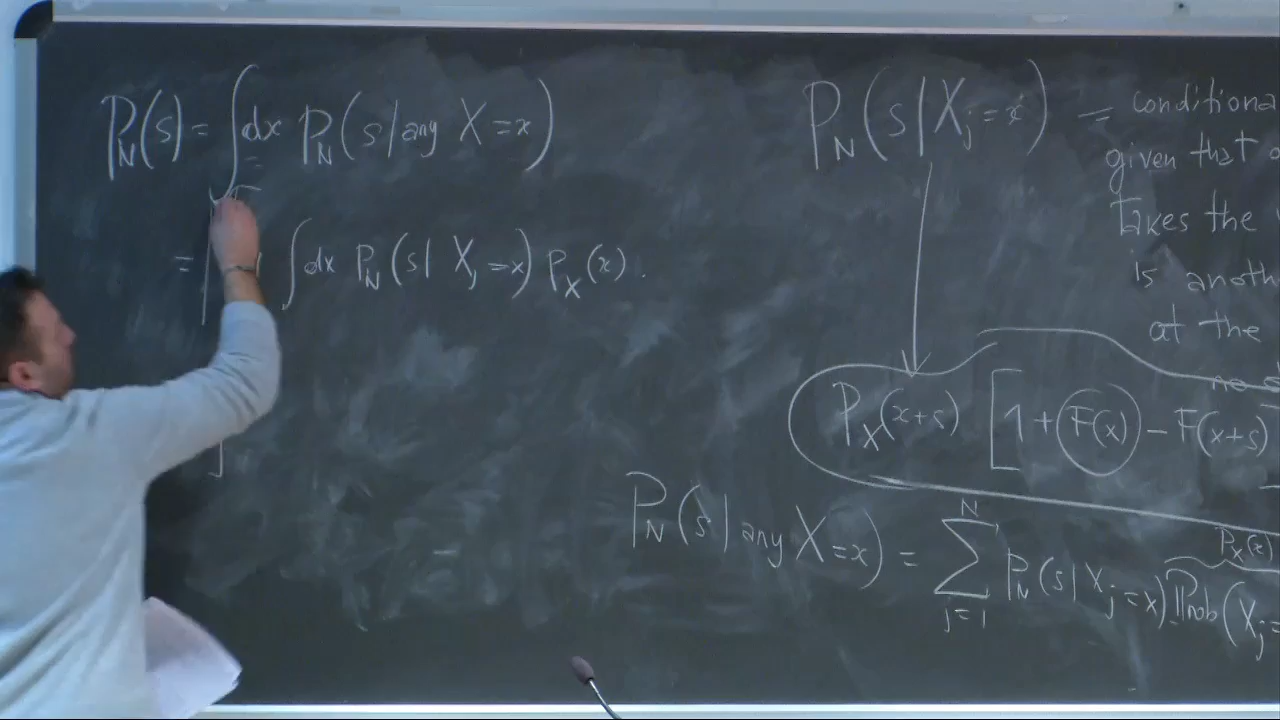 P_N(s) = ∫_σ dx P_N(s | any X = x)
= ∫ dx P_N(s | X_j = x) P_X(x).
P_N(s | X_j = x) = conditiona
given that
takes the
is anoth
at the
P_X(x+s) [1 + F(x) − F(x+s)
P_N(s | any X = x) = Σ_{j=1}^{N} P_N(s | X_j = x) Prob(X_j =
P_X(x)